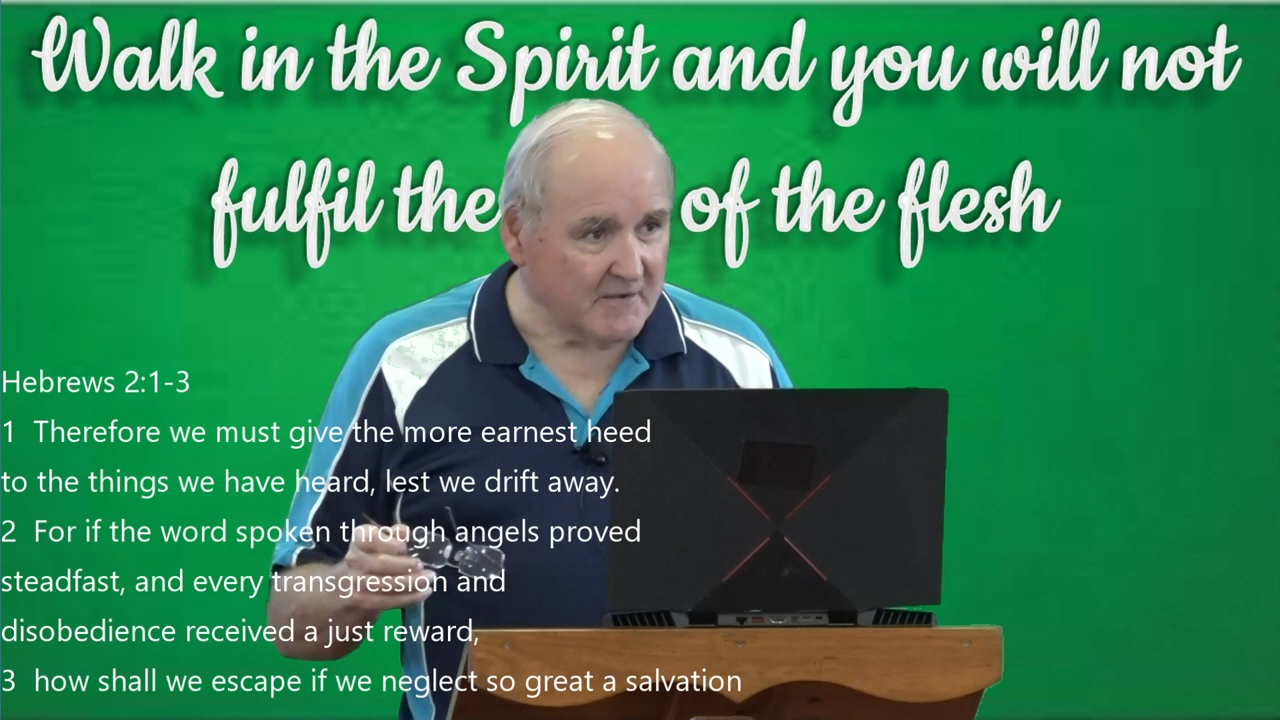 Walk in the Spirit and you will not
fulfil the of the flesh
Hebrews 2:1-3
1 Therefore we must give the more earnest heed
to the things we have heard, lest we drift away.
2 For if the word spoken through angels proved
steadfast, and every transgression and
disobedience received a just reward,
3 how shall we escape if we neglect so great a salvation